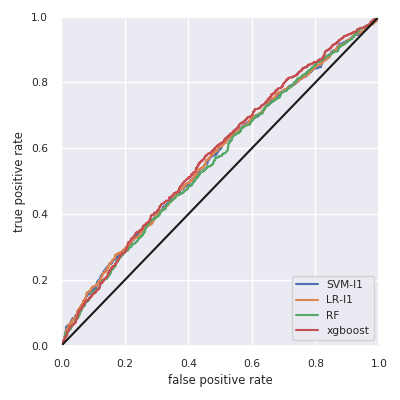 1.0
0.8
0.6
0.4
0.2
0.0
true positive rate
SVM-l1
LR-l1
RF
xgboost
0.0 0.2 0.4 0.6 0.8 1.0
false positive rate